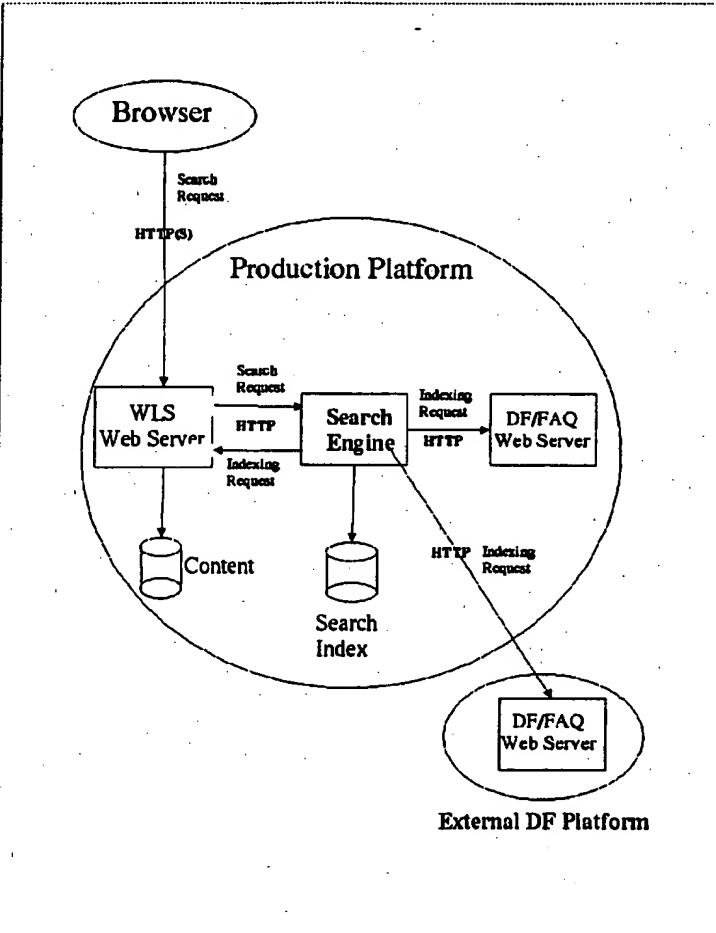 Browser
Search
Request
HTTP(S)
Production Platform
Search
Request
WLS
Web Server
HTTP
Indexing
Request
Search
Engine
Indexing
Request
HTTP
DF/FAQ
Web Server
Content
Search
Index
HTTP Indexing
Request
DF/FAQ
Web Server
External DF Platform